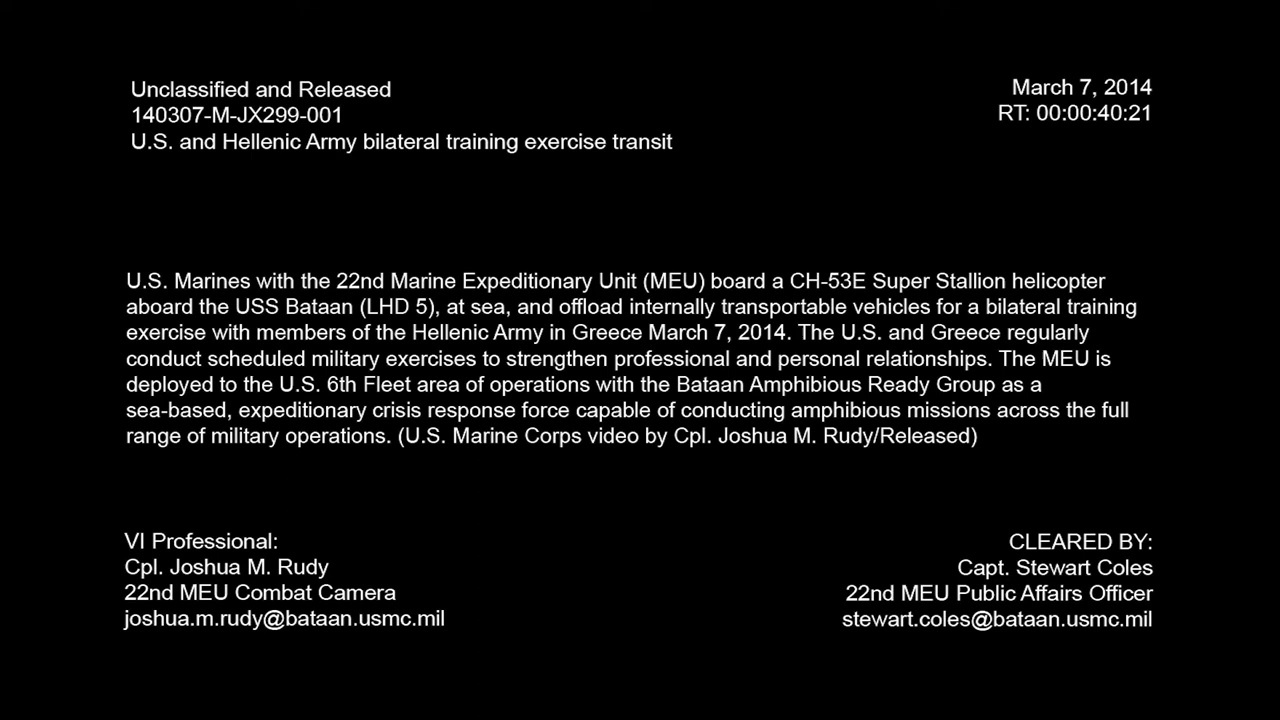 Unclassified and Released
140307-M-JX299-001
U.S. and Hellenic Army bilateral training exercise transit
March 7, 2014
RT: 00:00:40:21
U.S. Marines with the 22nd Marine Expeditionary Unit (MEU) board a CH-53E Super Stallion helicopter
aboard the USS Bataan (LHD 5), at sea, and offload internally transportable vehicles for a bilateral training
exercise with members of the Hellenic Army in Greece March 7, 2014. The U.S. and Greece regularly
conduct scheduled military exercises to strengthen professional and personal relationships. The MEU is
deployed to the U.S. 6th Fleet area of operations with the Bataan Amphibious Ready Group as a
sea-based, expeditionary crisis response force capable of conducting amphibious missions across the full
range of military operations. (U.S. Marine Corps video by Cpl. Joshua M. Rudy/Released)
VI Professional:
Cpl. Joshua M. Rudy
22nd MEU Combat Camera
joshua.m.rudy@bataan.usmc.mil
CLEARED BY:
Capt. Stewart Coles
22nd MEU Public Affairs Officer
stewart.coles@bataan.usmc.mil